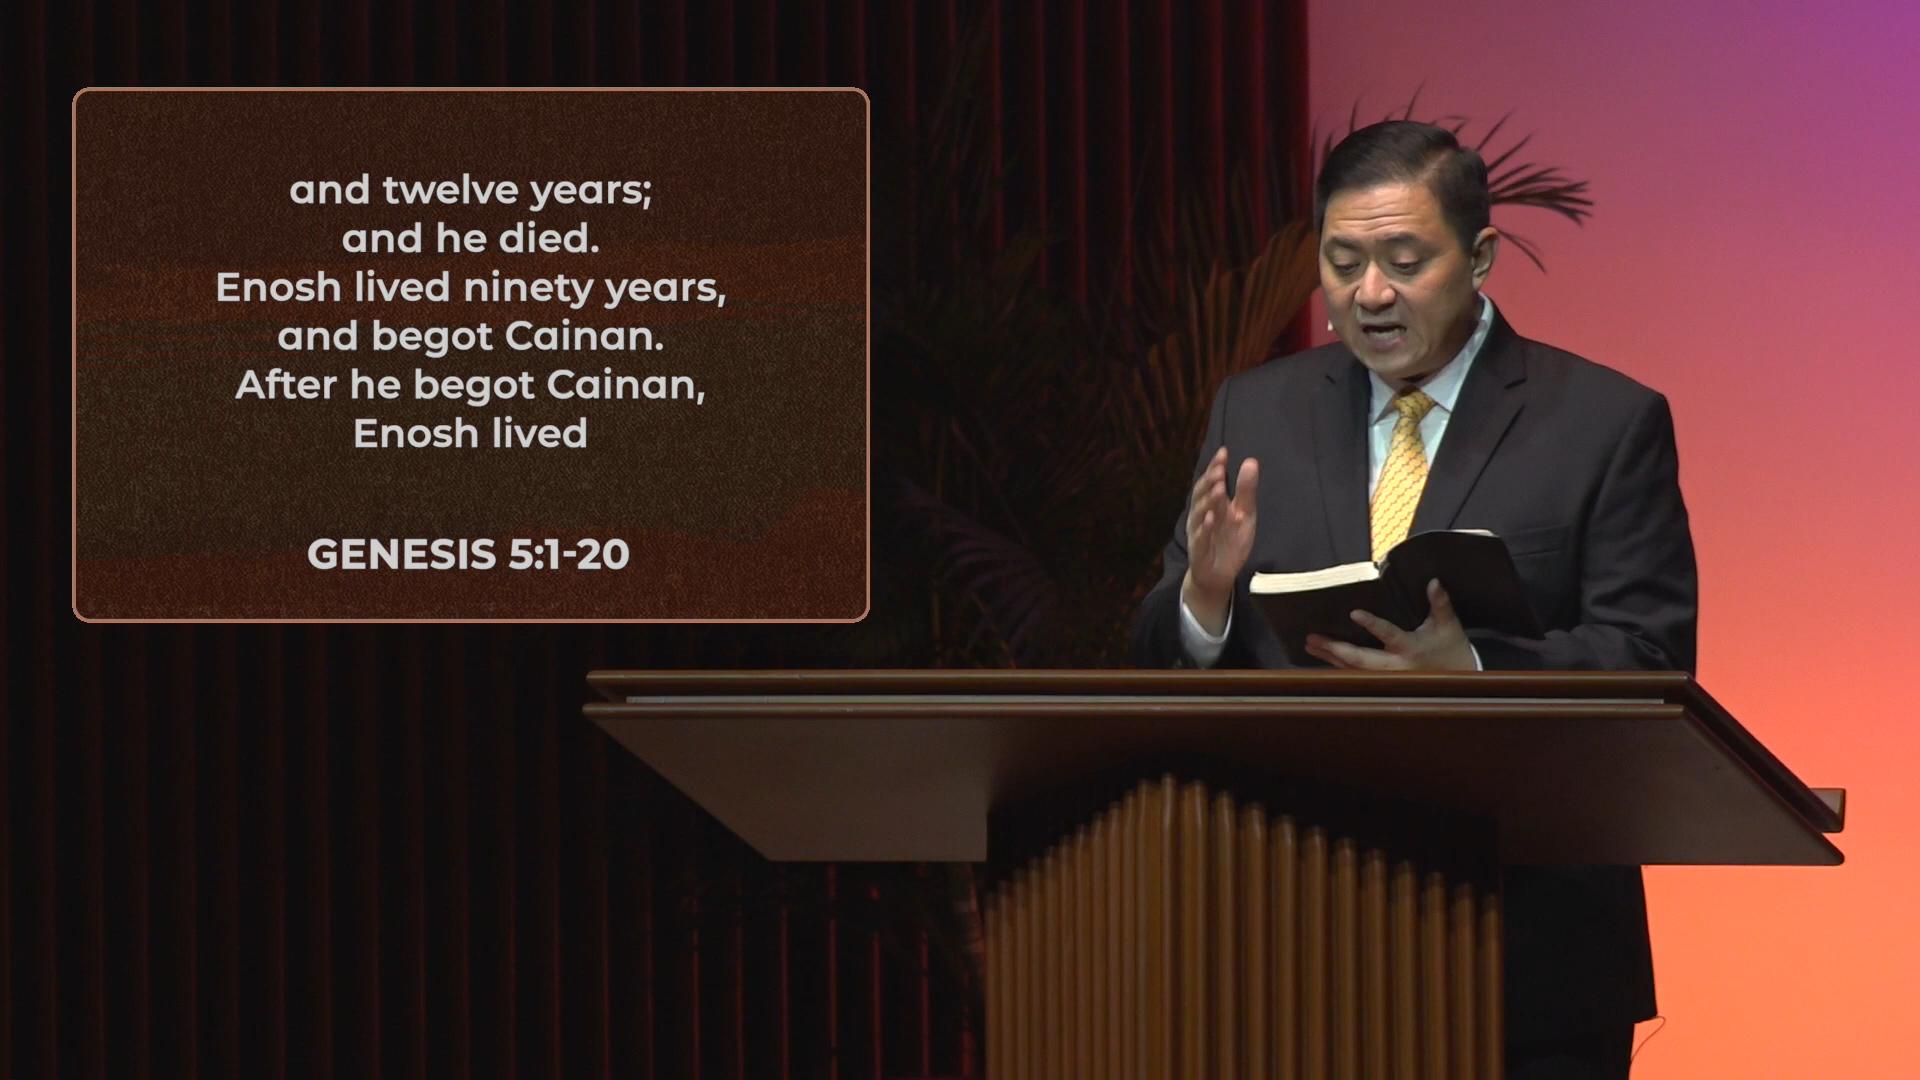 and twelve years;
and he died.
Enosh lived ninety years,
and begot Cainan.
After he begot Cainan,
Enosh lived
GENESIS 5:1-20